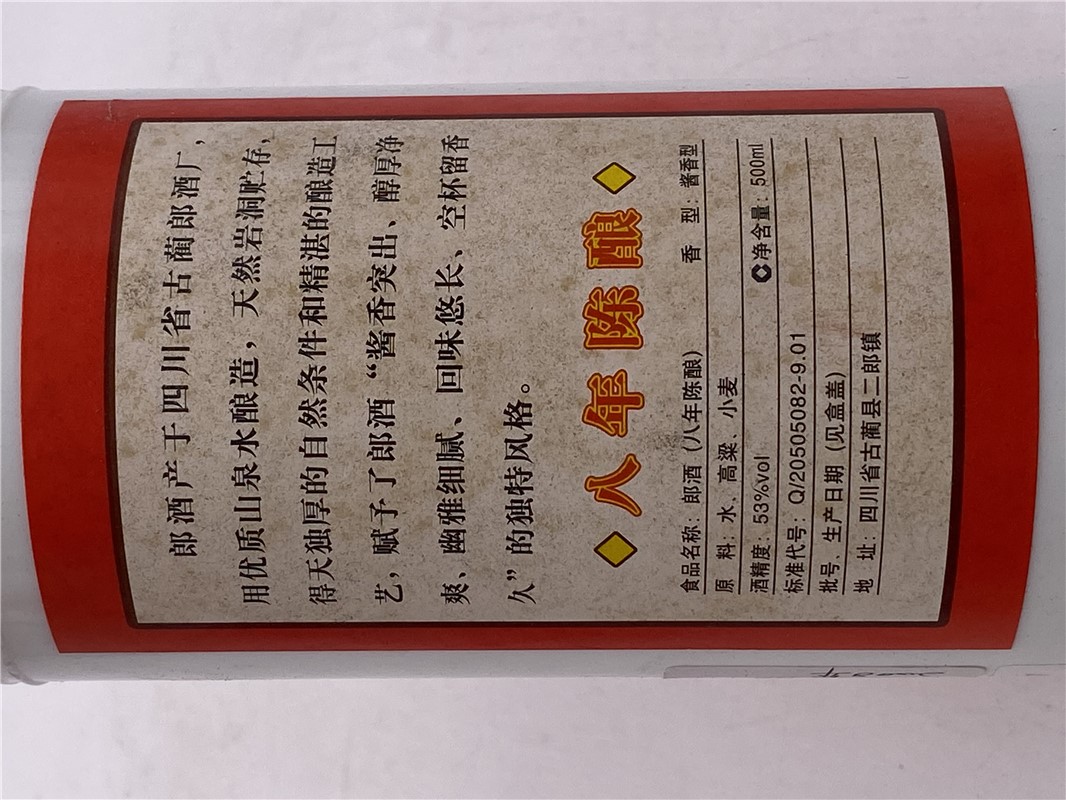 郎酒产于四川省古蔺郎酒厂，
用优质山泉水酿造，天然岩洞贮存，
得天独厚的自然条件和精湛的酿造工
艺，赋予了郎酒“酱香突出、醇厚净
爽、幽雅细腻、回味悠长、空杯留香
久”的独特风格。
八年陈酿
食品名称：郎酒（八年陈酿） 香 型：酱香型
原 料：水、高粱、小麦
酒精度：53%vol 净含量：500ml
标准代号：Q/20505082-9.01
批号、生产日期（见盒盖）
地 址：四川省古蔺县二郎镇